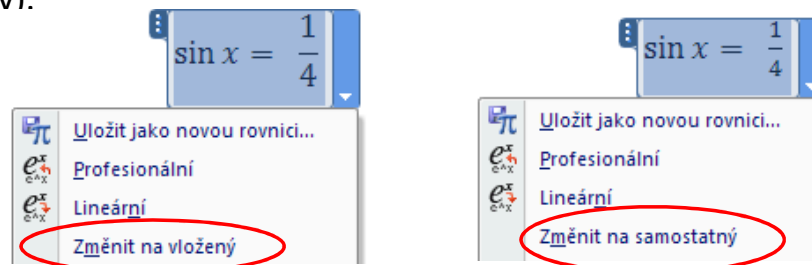 sin x = 1/4
Uložit jako novou rovnici...
Profesionální
Lineární
Změnit na vložený
sin x = 1/4
Uložit jako novou rovnici...
Profesionální
Lineární
Změnit na samostatný